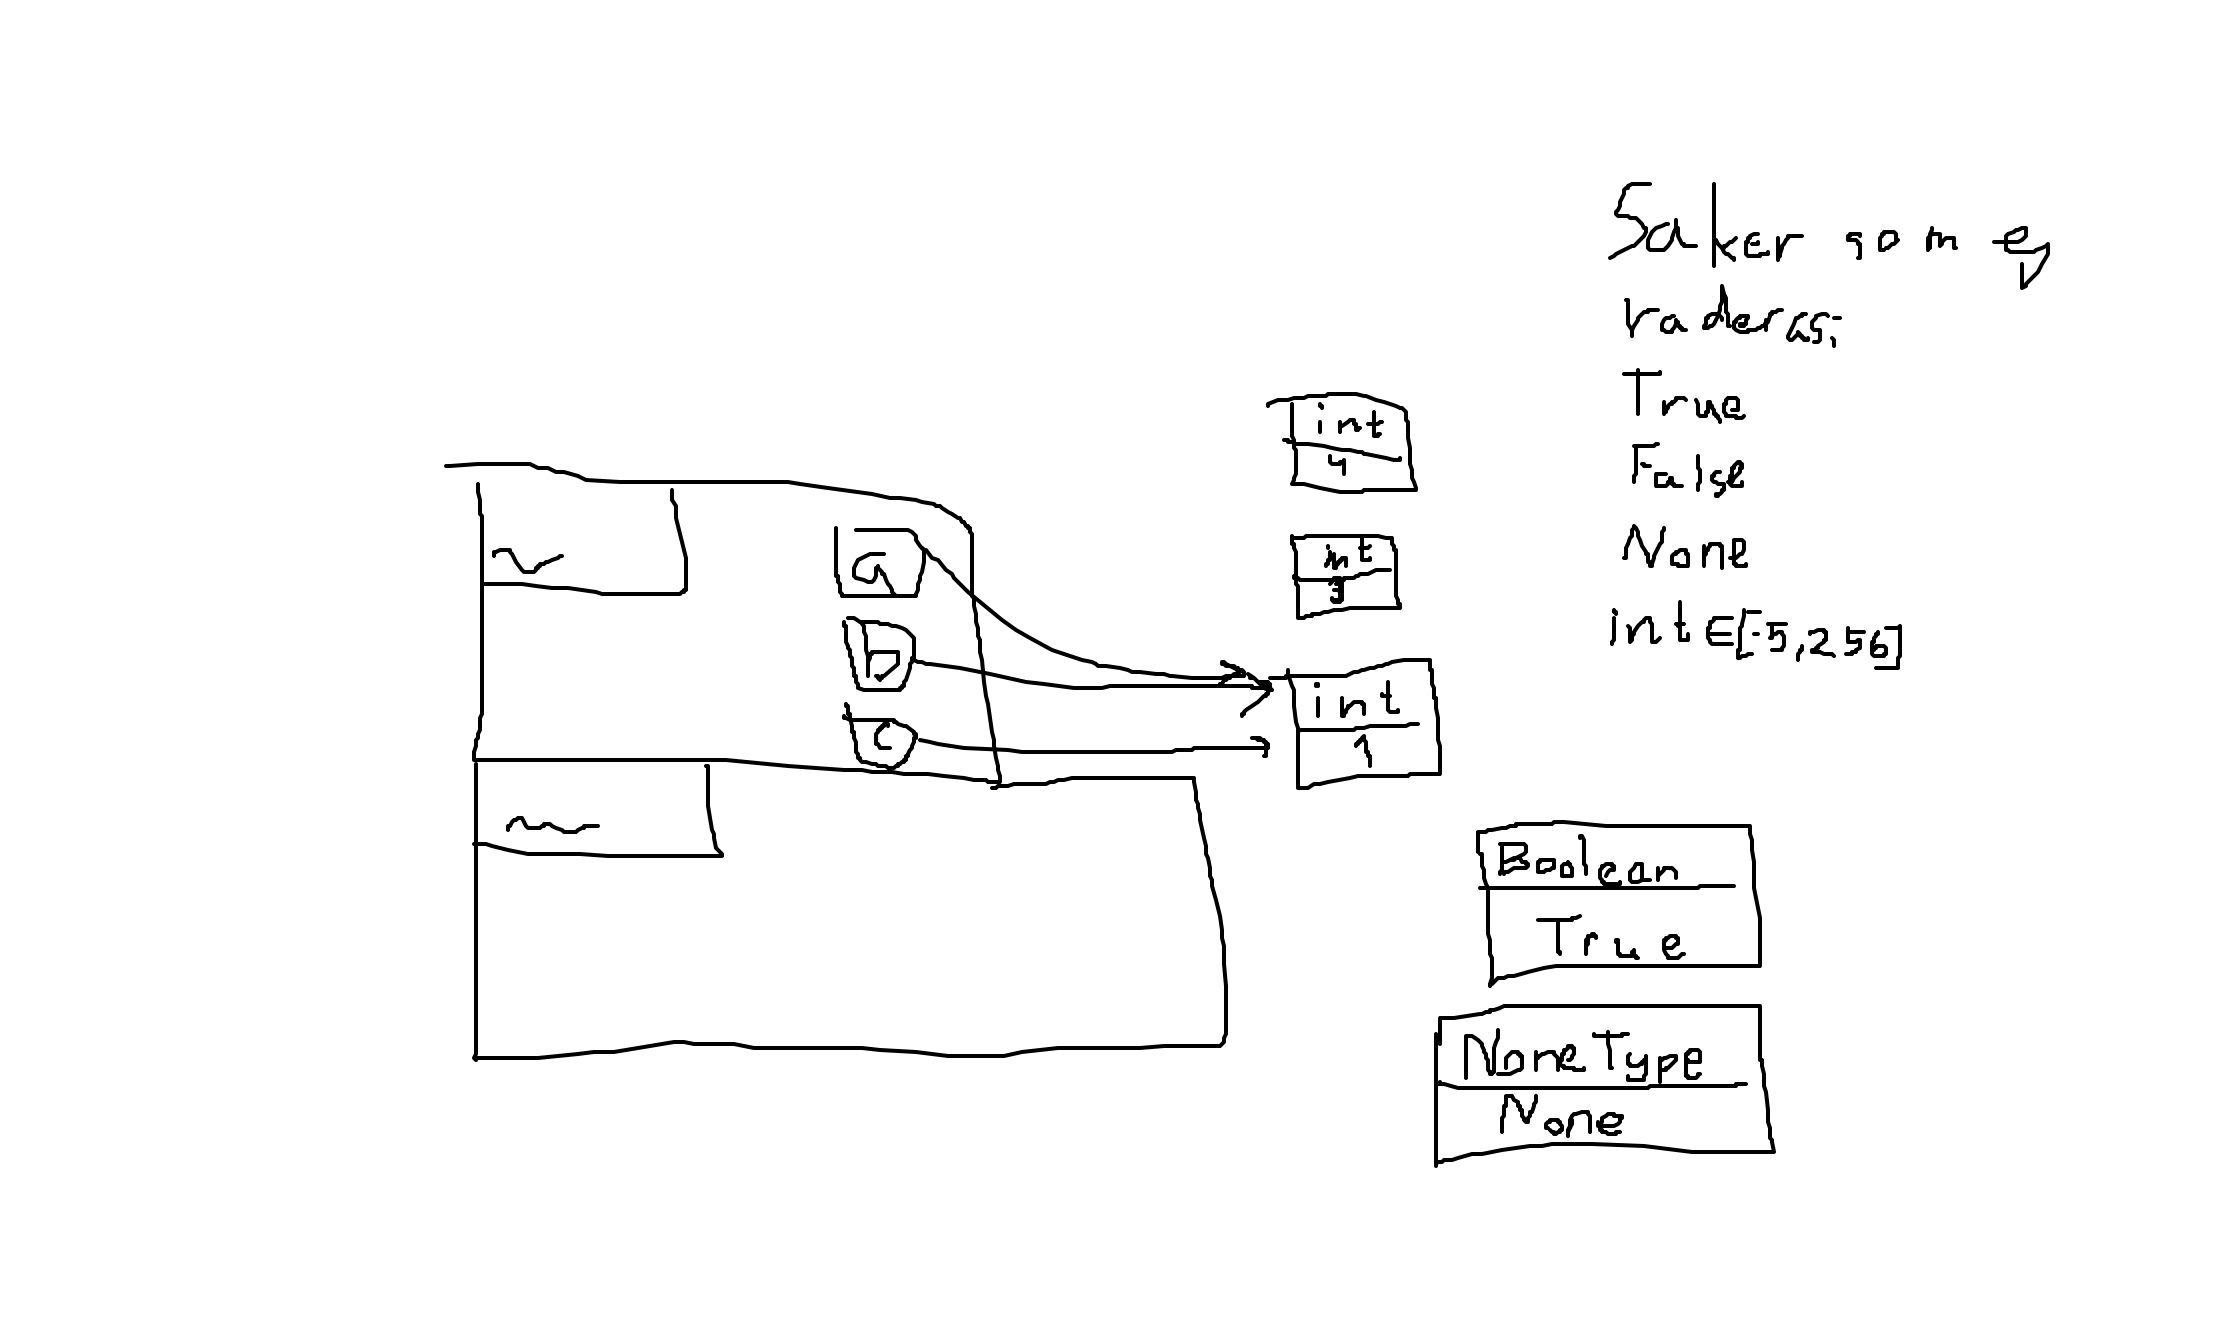 Saker som ej
raderas:
True
False
None
int∈[-5,256]
int
4
int
3
a
b
c
int
1
Boolean
True
NoneType
None